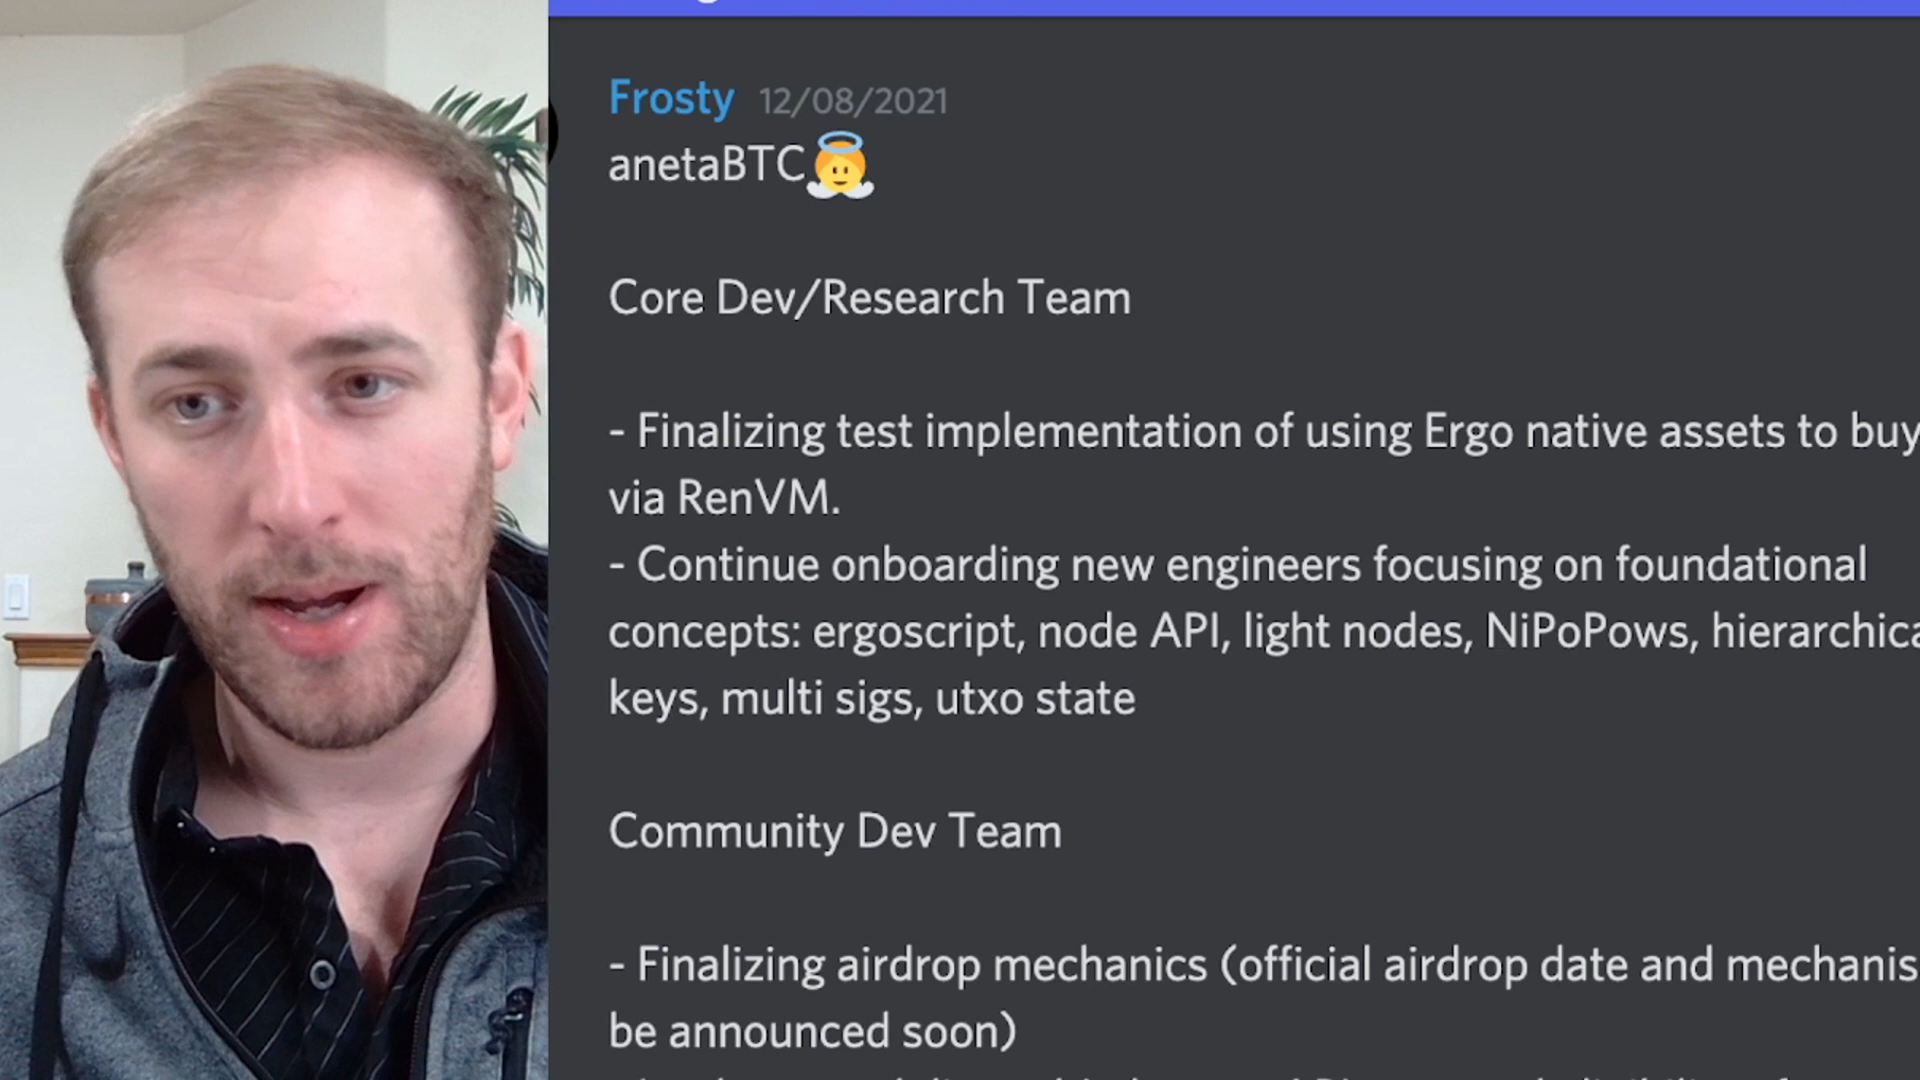 Frosty 12/08/2021
anetaBTC
Core Dev/Research Team
- Finalizing test implementation of using Ergo native assets to buy
via RenVM.
- Continue onboarding new engineers focusing on foundational
concepts: ergoscript, node API, light nodes, NiPoPows,
keys, multi sigs, utxo state
Community Dev Team
- Finalizing airdrop mechanics (official airdrop date and
be announced soon)